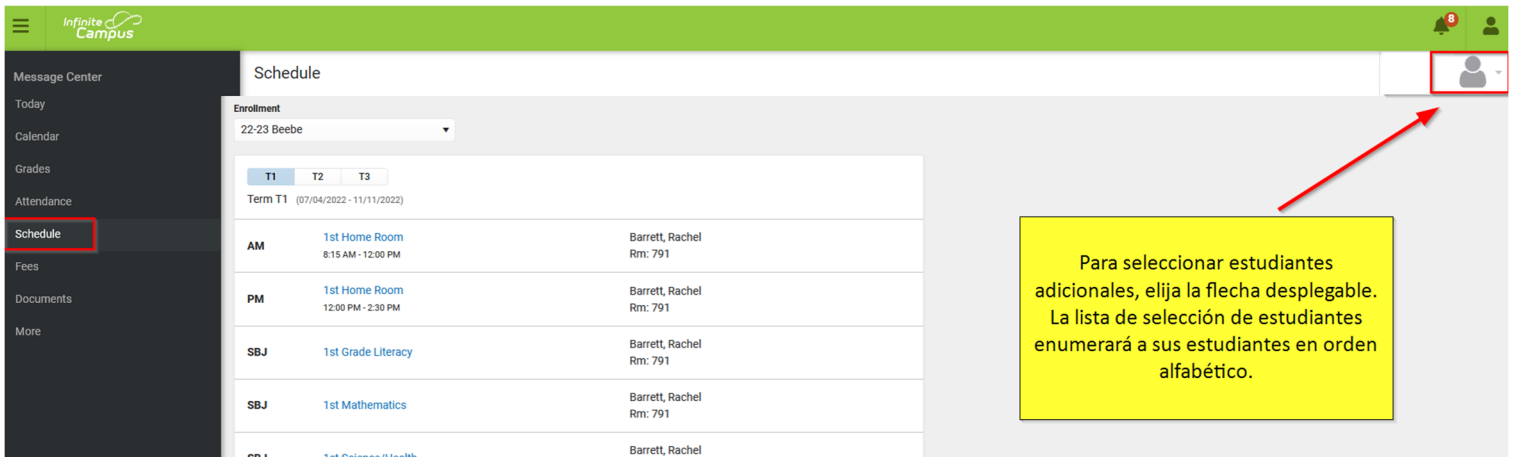 Infinite
Campus
8
Message Center
Schedule
Today
Calendar
Grades
Attendance
Schedule
Fees
Documents
More
Enrollment
22-23 Beebe
T1 T2 T3
Term T1 (07/04/2022 - 11/11/2022)
AM 1st Home Room Barrett, Rachel
8:15 AM - 12:00 PM Rm: 791
PM 1st Home Room Barrett, Rachel
12:00 PM - 2:30 PM Rm: 791
SBJ 1st Grade Literacy Barrett, Rachel
Rm: 791
SBJ 1st Mathematics Barrett, Rachel
Rm: 791
SBJ 1st Science/Health Barrett, Rachel
Para seleccionar estudiantes
adicionales, elija la flecha desplegable.
La lista de selección de estudiantes
enumerará a sus estudiantes en orden
alfabético.